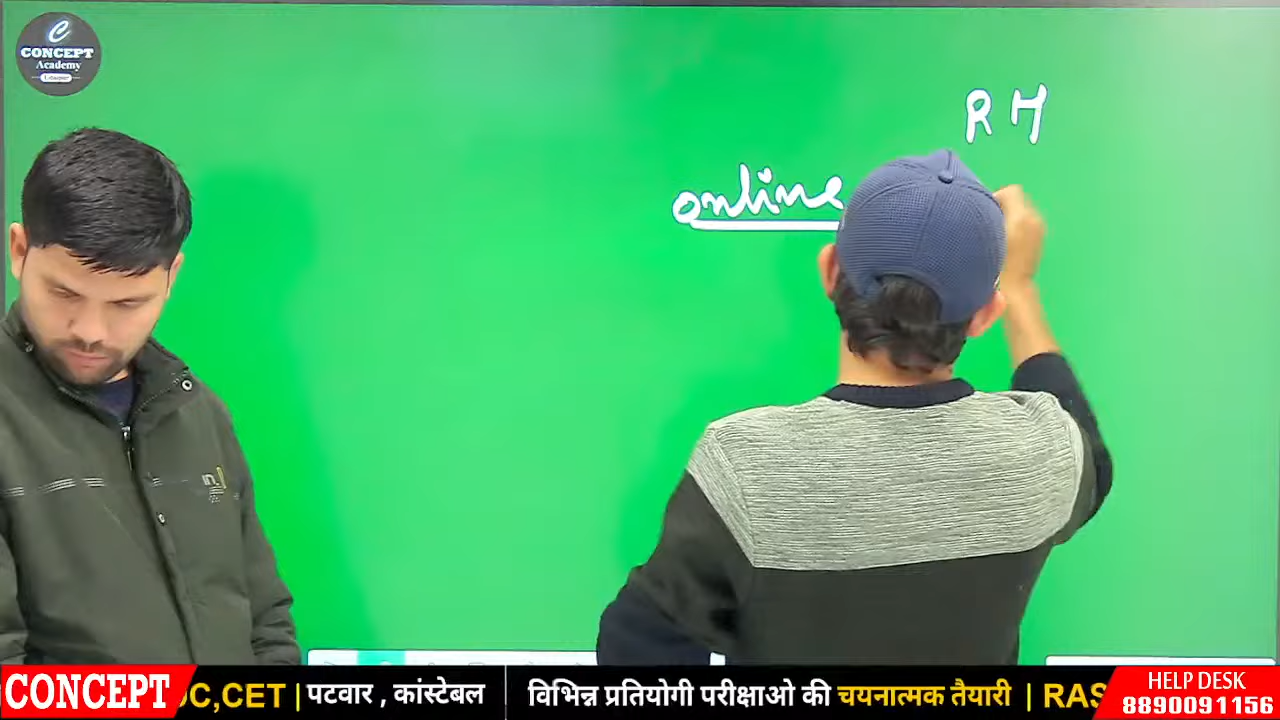 e
CONCEPT
Academy
R H
online
CONCEPT
C,CET | पटवार , कांस्टेबल | विभिन्न प्रतियोगी परीक्षाओ की चयनात्मक तैयारी | RAS
HELP DESK
8890091156